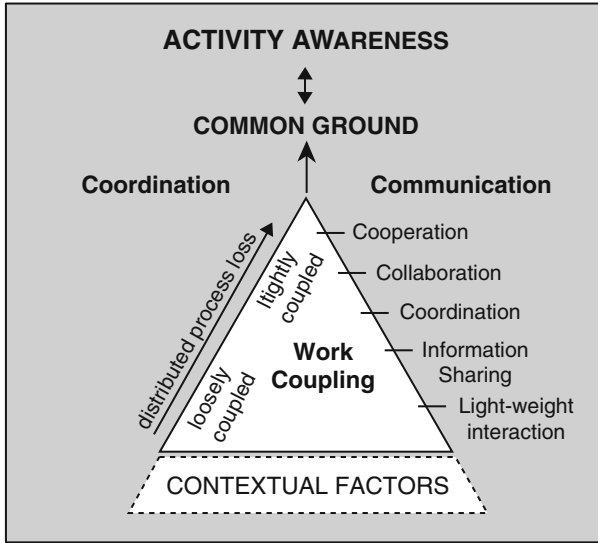 ACTIVITY AWARENESS
COMMON GROUND
Coordination
Communication
distributed process loss
ltightly
coupled
loosely
coupled
Work
Coupling
Cooperation
Collaboration
Coordination
Information
Sharing
Light-weight
interaction
CONTEXTUAL FACTORS